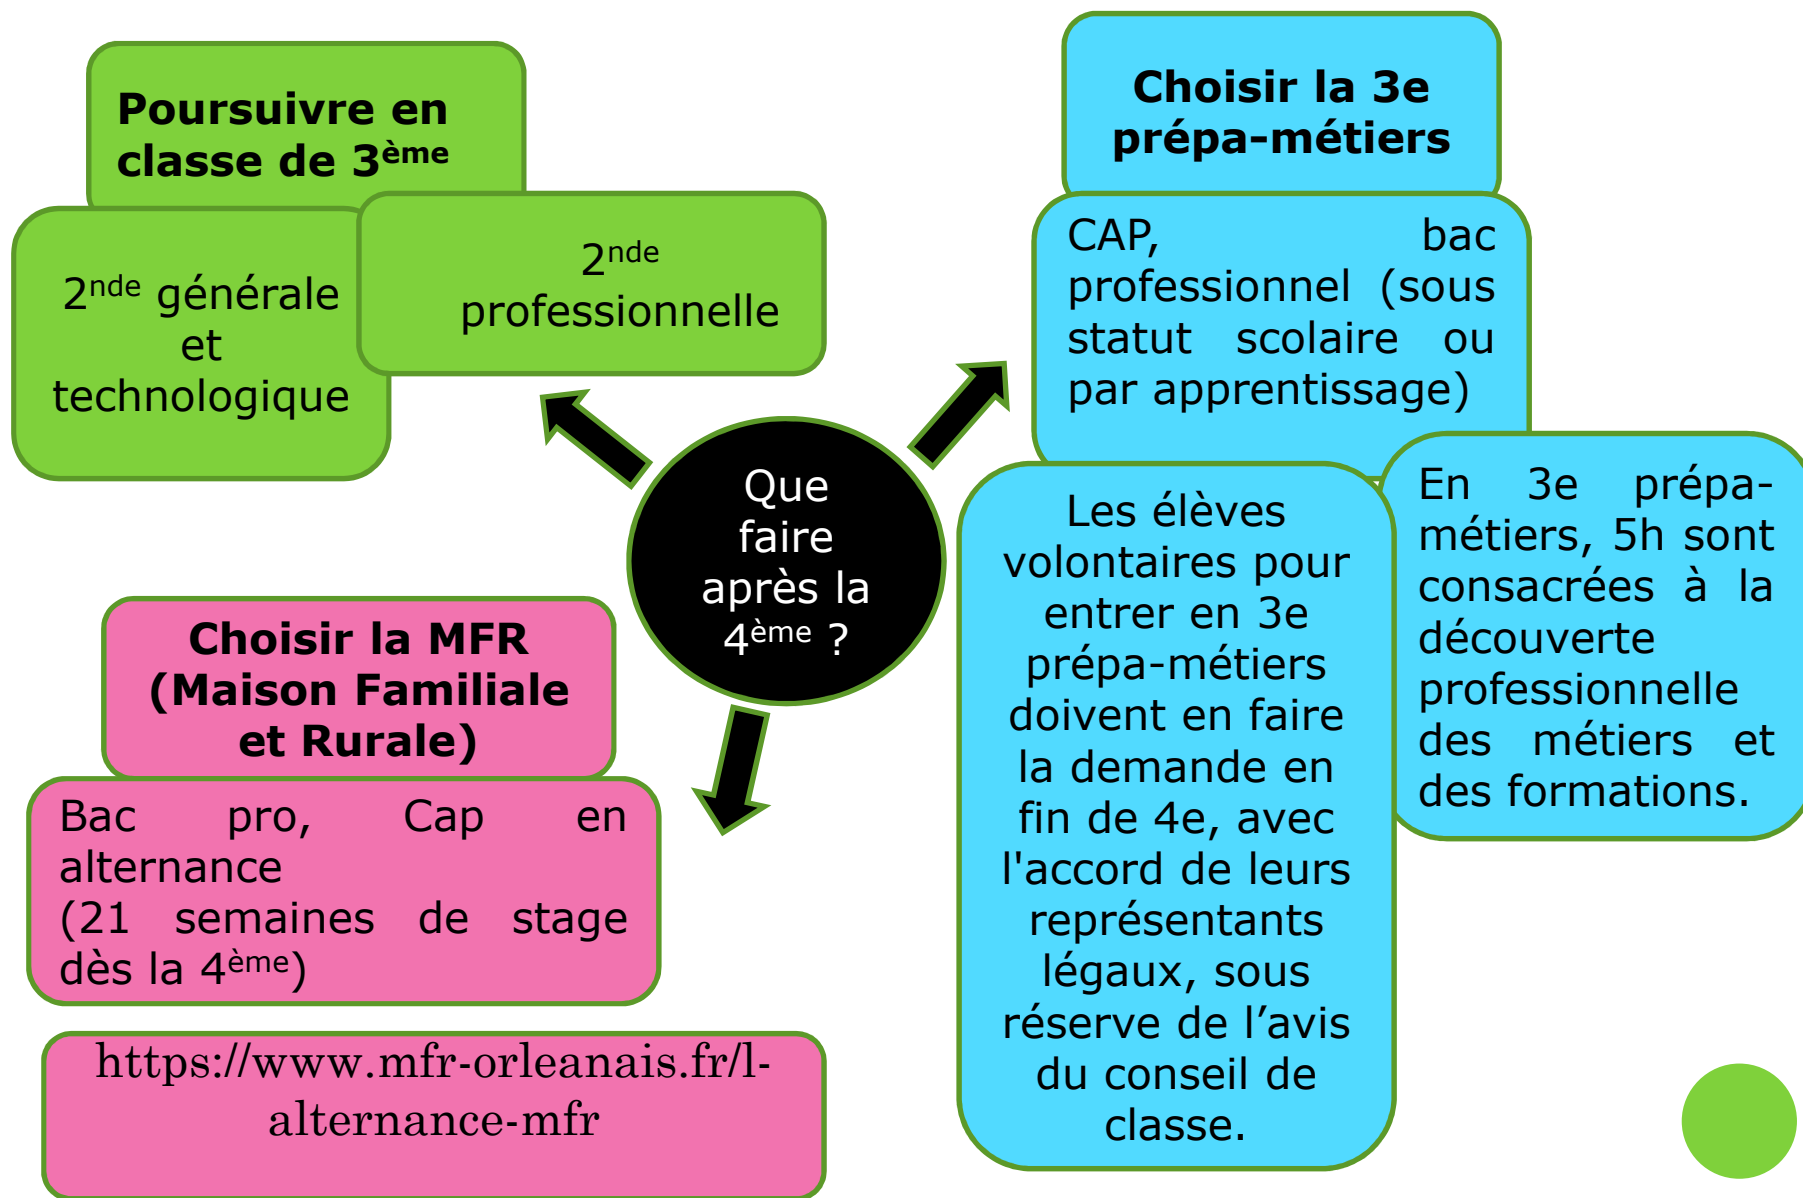 Poursuivre en
classe de 3ème
2nde générale
et
technologique
2nde
professionnelle
Choisir la 3e
prépa-métiers
CAP, bac
professionnel (sous
statut scolaire ou
par apprentissage)
En 3e prépa-
métiers, 5h sont
consacrées à la
découverte
professionnelle
des métiers et
des formations.
Les élèves
volontaires pour
entrer en 3e
prépa-métiers
doivent en faire
la demande en
fin de 4e, avec
l'accord de leurs
représentants
légaux, sous
réserve de l’avis
du conseil de
classe.
Que
faire
après la
4ème ?
Choisir la MFR
(Maison Familiale
et Rurale)
Bac pro, Cap en
alternance
(21 semaines de stage
dès la 4ème)
https://www.mfr-orleanais.fr/l-
alternance-mfr